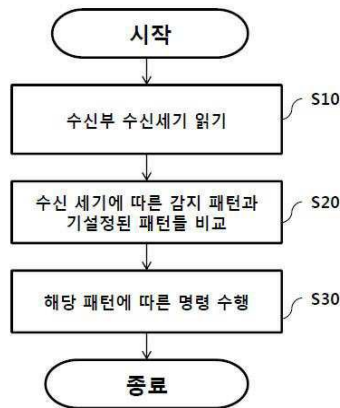 시작
수신부 수신세기 읽기
S10
수신 세기에 따른 감지 패턴과
기설정된 패턴들 비교
S20
해당 패턴에 따른 명령 수행
S30
종료